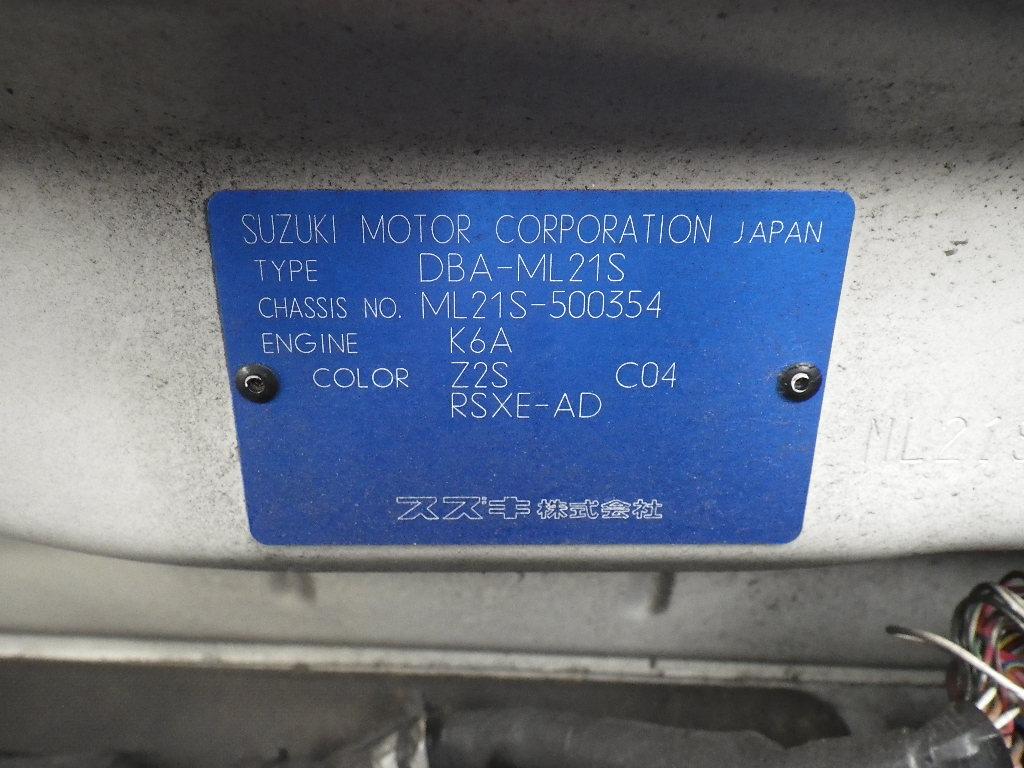 SUZUKI MOTOR CORPORATION JAPAN
TYPE DBA-ML21S
CHASSIS NO. ML21S-500354
ENGINE K6A
COLOR Z2S C04
RSXE-AD
スズキ株式会社
ML21S